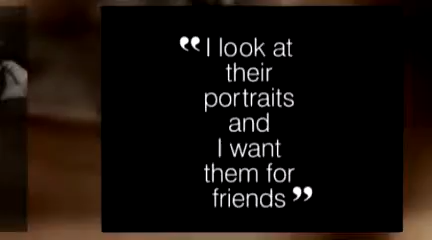 “I look at
their
portraits
and
I want
them for
friends”